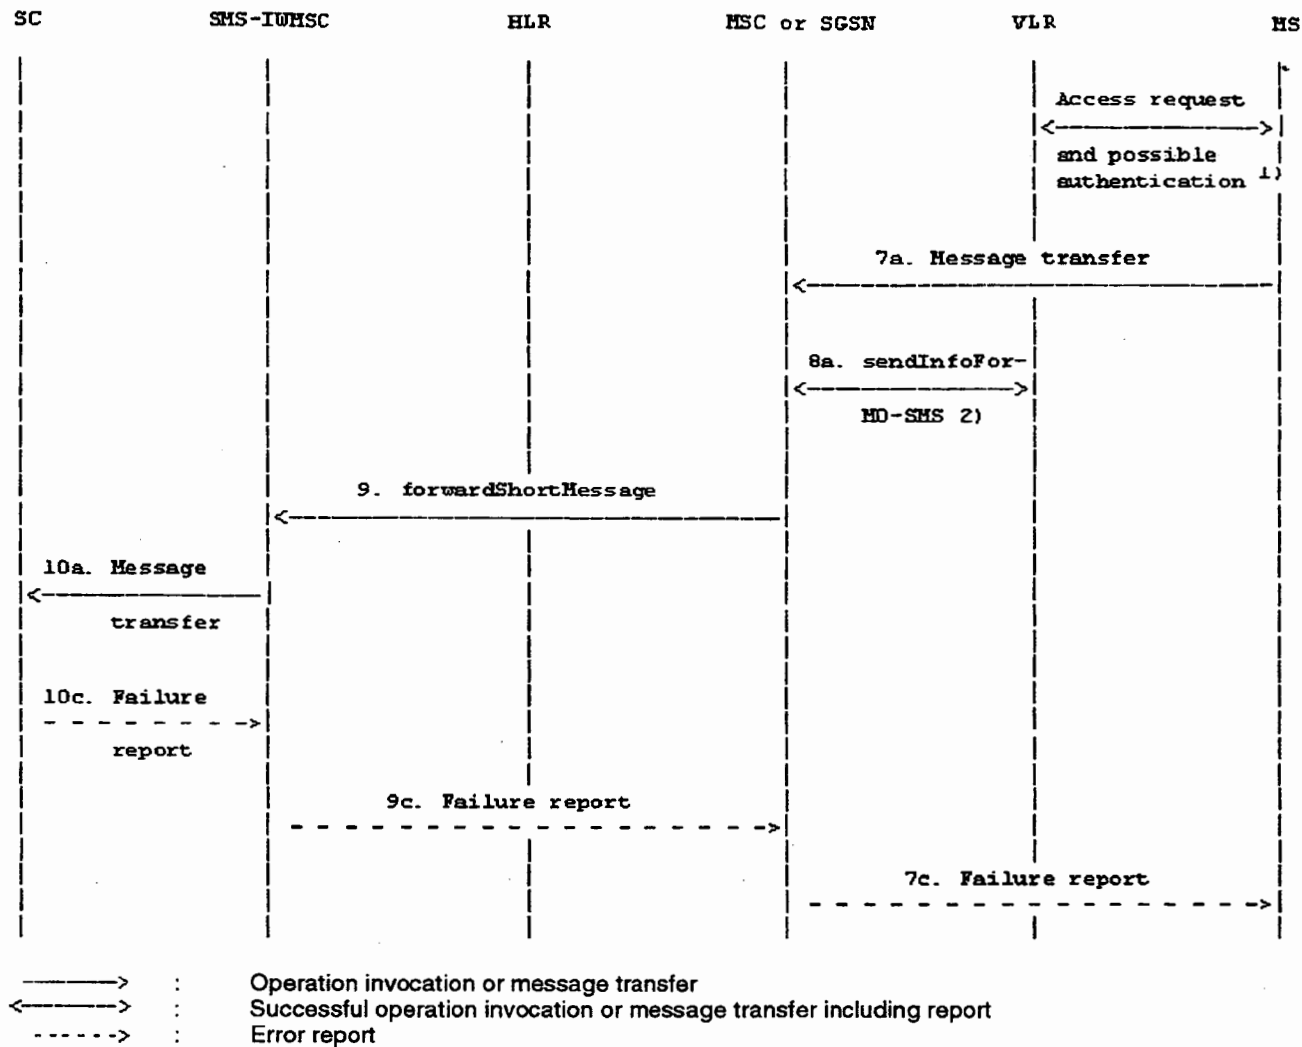 SC SMS-IWMSC HLR MSC or SGSN VLR MS
Access request
and possible
authentication 1)
7a. Message transfer
8a. sendInfoFor-
MO-SMS 2)
9. forwardShortMessage
10a. Message
transfer
10c. Failure
report
9c. Failure report
7c. Failure report
: Operation invocation or message transfer
: Successful operation invocation or message transfer including report
: Error report